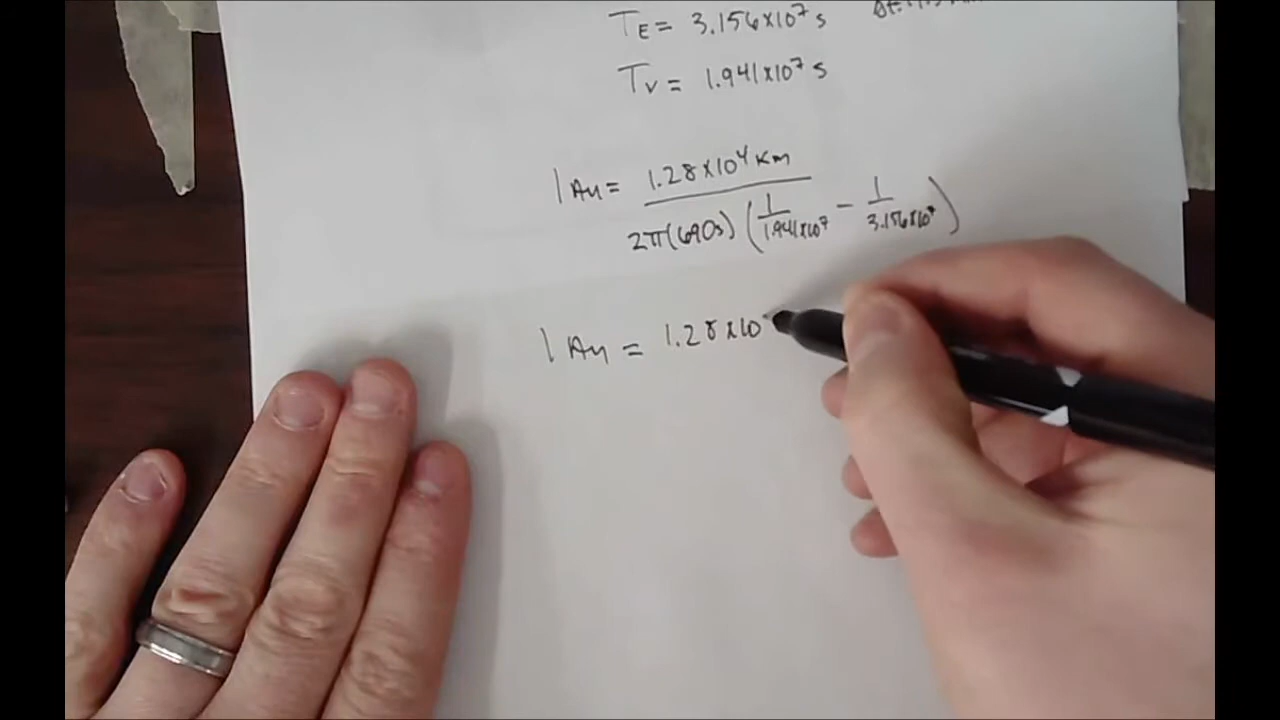 T_E = 3.156x10^7 s
T_V = 1.941x10^7 s
1 Au = 1.28x10^4 Km
2π(690s) (1/1.941x10^7 - 1/3.156x10^7)
1 Au = 1.28x10